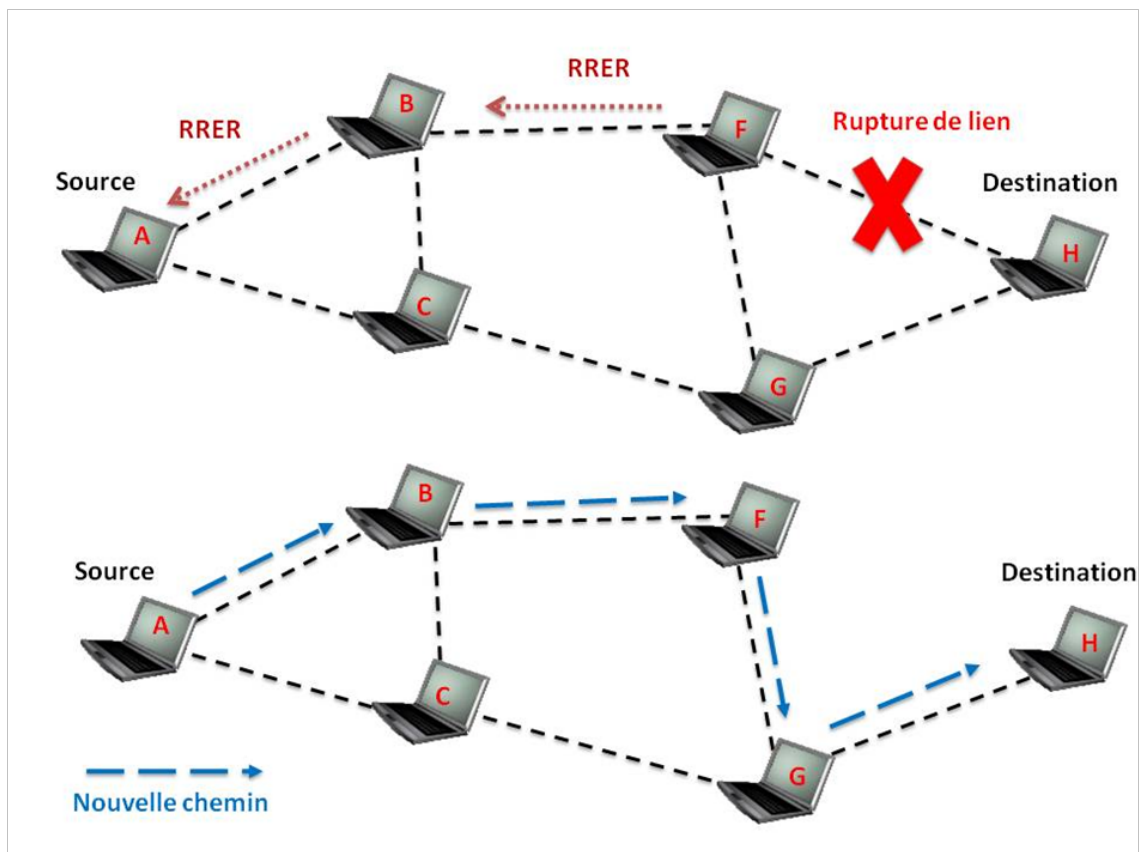 RRER
B
RRER
F
Rupture de lien
Source
Destination
A
H
C
G
B
F
Source
Destination
A
H
C
G
Nouvelle chemin